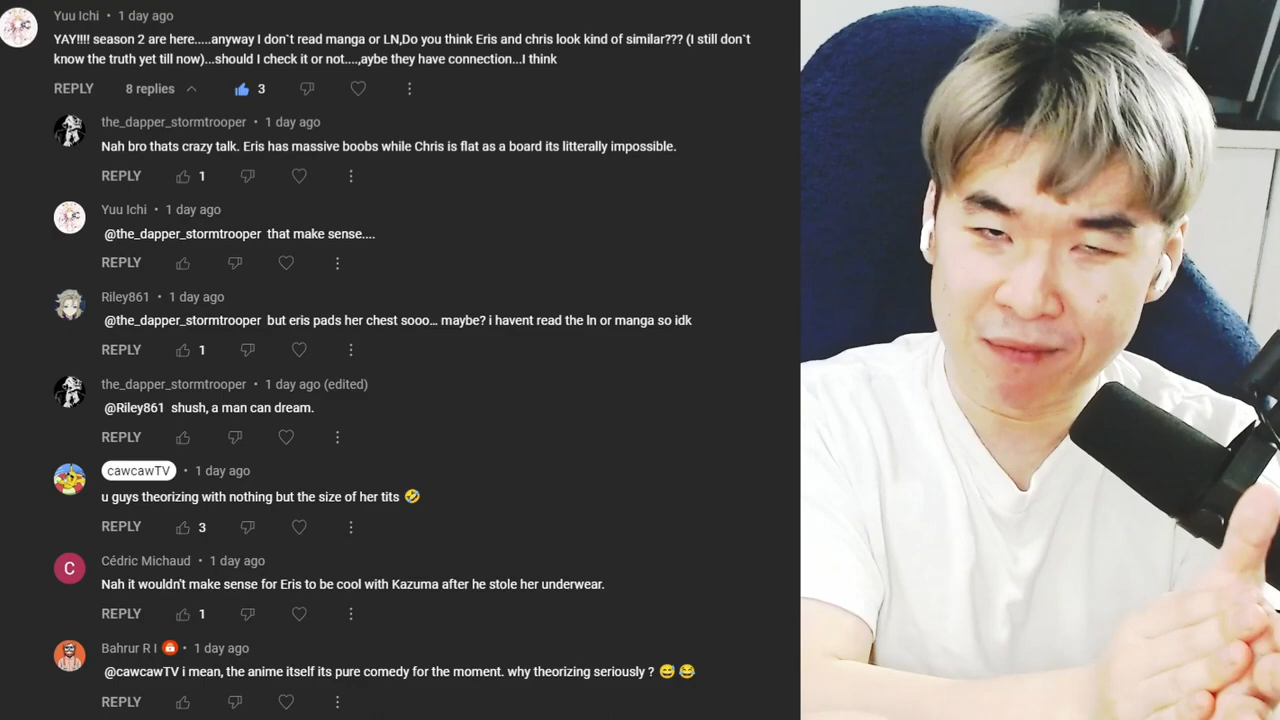 Yuu Ichi • 1 day ago
YAY!!!! season 2 are here.....anyway I don`t read manga or LN,Do you think Eris and chris look kind of similar??? (I still don`t
know the truth yet till now)...should I check it or not....,aybe they have connection...I think
REPLY 8 replies 3
the_dapper_stormtrooper • 1 day ago
Nah bro thats crazy talk. Eris has massive boobs while Chris is flat as a board its litterally impossible.
REPLY 1
Yuu Ichi • 1 day ago
@the_dapper_stormtrooper that make sense....
REPLY
Riley861 • 1 day ago
@the_dapper_stormtrooper but eris pads her chest sooo… maybe? i havent read the ln or manga so idk
REPLY 1
the_dapper_stormtrooper • 1 day ago (edited)
@Riley861 shush, a man can dream.
REPLY
cawcawTV • 1 day ago
u guys theorizing with nothing but the size of her tits 🤣
REPLY 3
C
Cédric Michaud • 1 day ago
Nah it wouldn't make sense for Eris to be cool with Kazuma after he stole her underwear.
REPLY 1
Bahrur R I • 1 day ago
@cawcawTV i mean, the anime itself its pure comedy for the moment. why theorizing seriously ? 😅 😂
REPLY